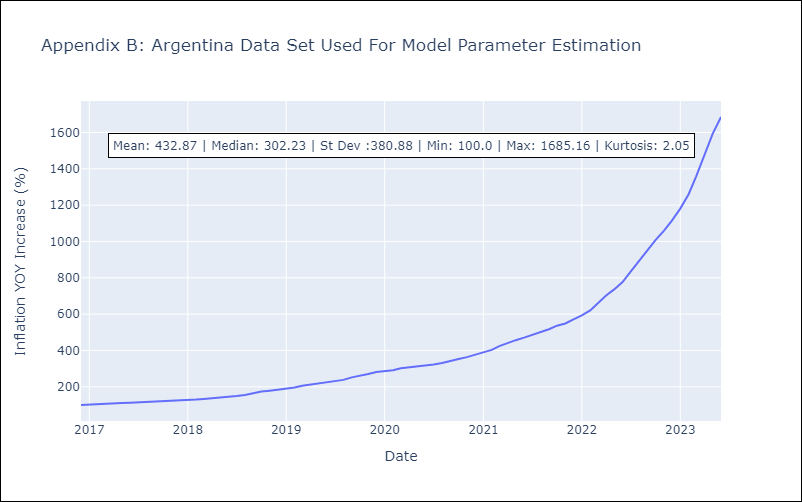 Appendix B: Argentina Data Set Used For Model Parameter Estimation
Mean: 432.87 | Median: 302.23 | St Dev :380.88 | Min: 100.0 | Max: 1685.16 | Kurtosis: 2.05
Inflation YOY Increase (%)
1600
1400
1200
1000
800
600
400
200
2017 2018 2019 2020 2021 2022 2023
Date